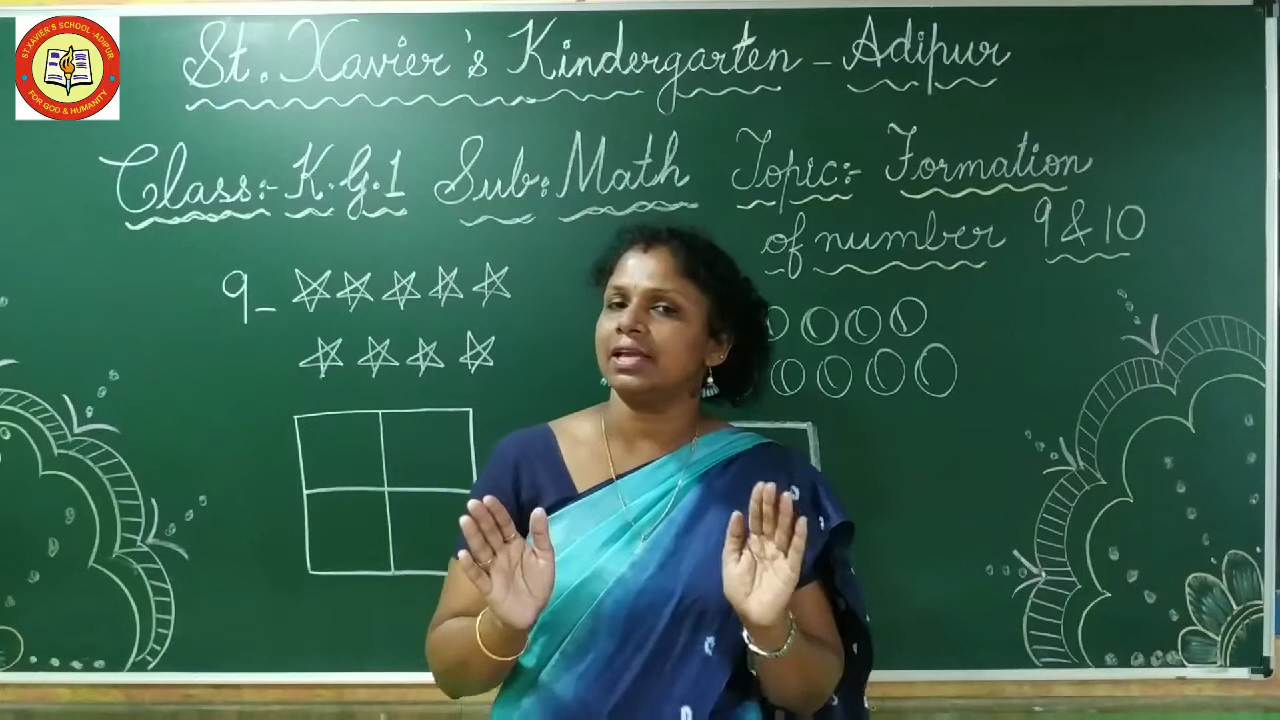 ST.XAVIER'S SCHOOL-ADIPUR
FOR GOD & HUMANITY
St. Xavier's Kindergarten - Adipur
Class:- K.G.1 Sub: Math Topic:- Formation
of number 9 & 10
9-